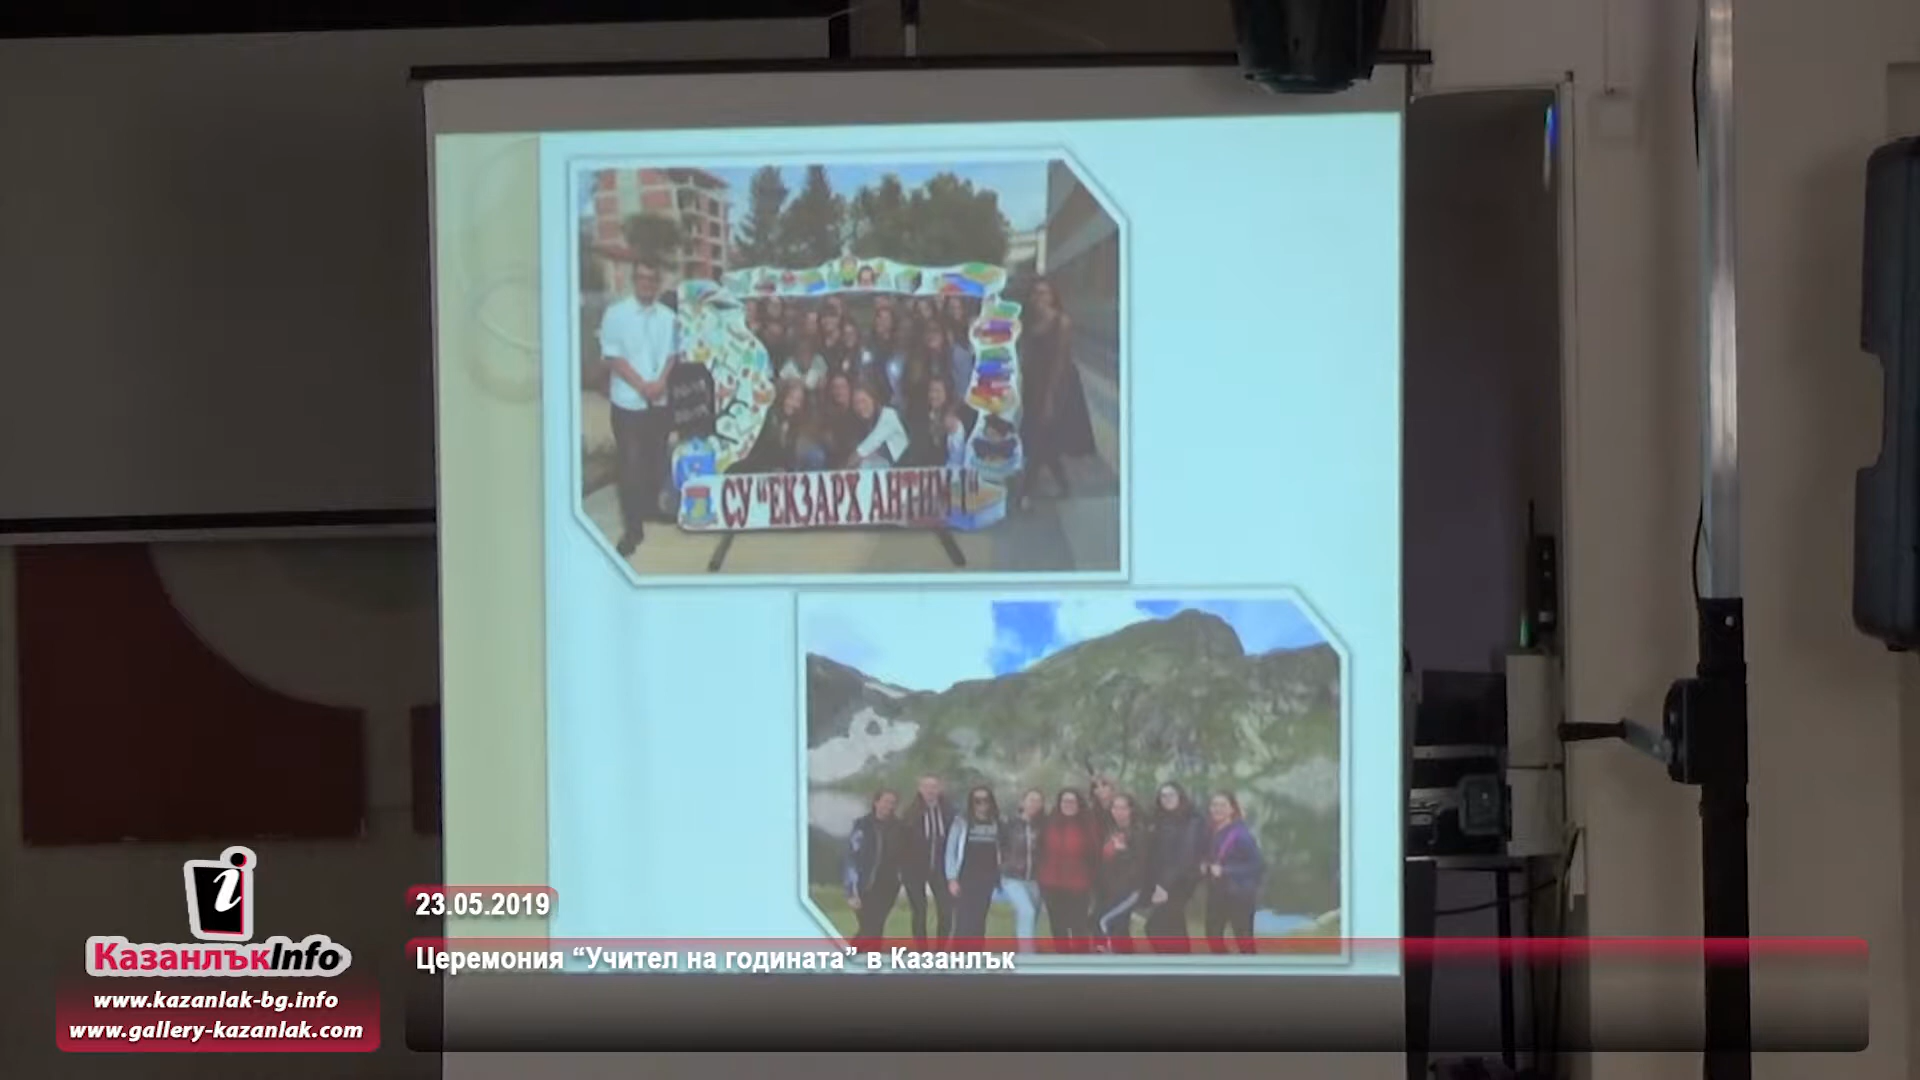 СУ "ЕКЗАРХ АНТИМ I"
23.05.2019
Церемония “Учител на годината” в Казанлък
i
КазанлъкInfo
www.kazanlak-bg.info
www.gallery-kazanlak.com